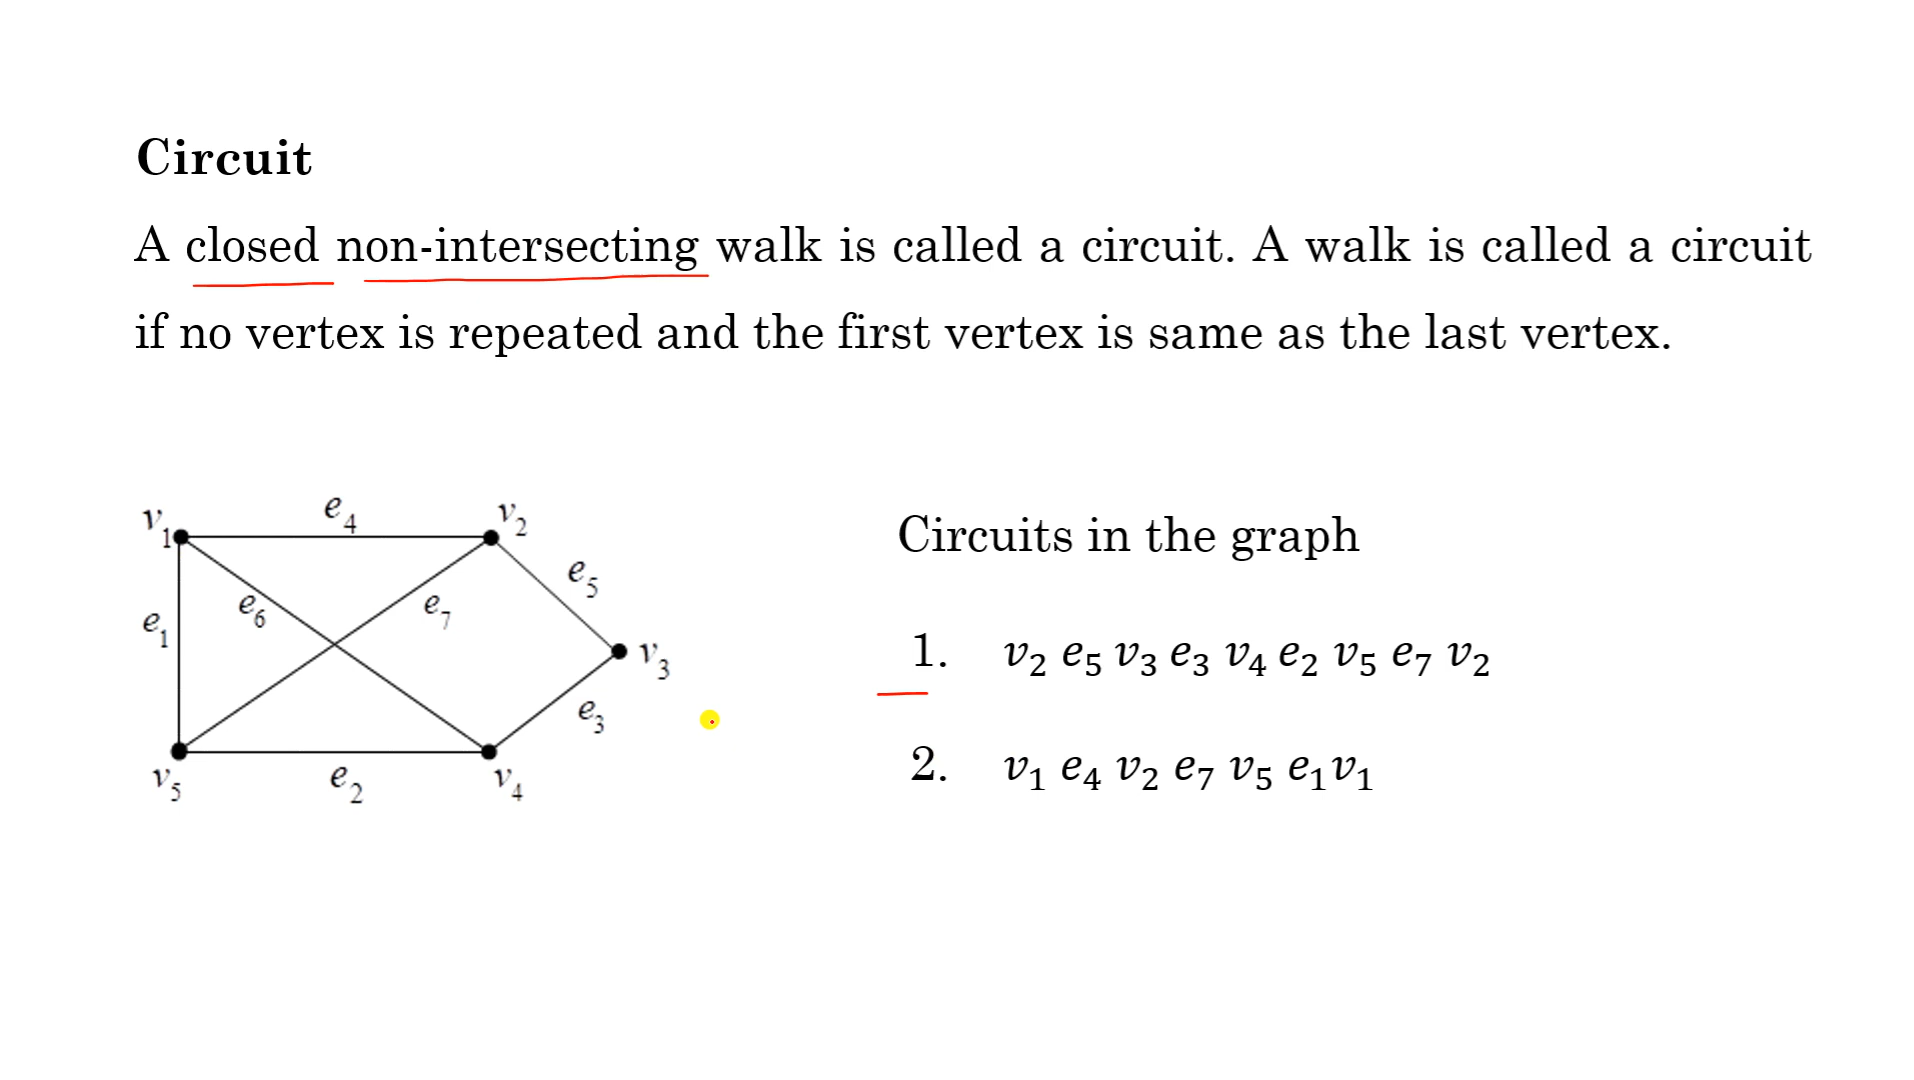 Circuit
A closed non-intersecting walk is called a circuit. A walk is called a circuit
if no vertex is repeated and the first vertex is same as the last vertex.
v₁ e₄ v₂
e₅
e₁ e₆ e₇
v₃
e₃
v₅ e₂ v₄
Circuits in the graph
1. v₂ e₅ v₃ e₃ v₄ e₂ v₅ e₇ v₂
2. v₁ e₄ v₂ e₇ v₅ e₁v₁